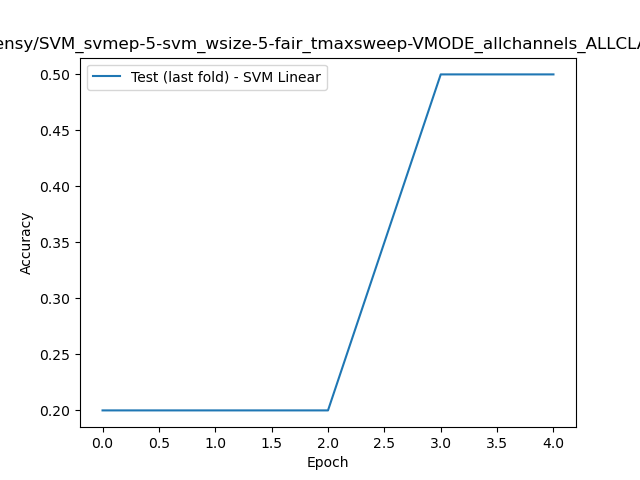 ensy/SVM_svmep-5-svm_wsize-5-fair_tmaxsweep-VMODE_allchannels_ALLCLA
Test (last fold) - SVM Linear
0.50
0.45
0.40
0.35
0.30
0.25
0.20
Accuracy
0.0 0.5 1.0 1.5 2.0 2.5 3.0 3.5 4.0
Epoch